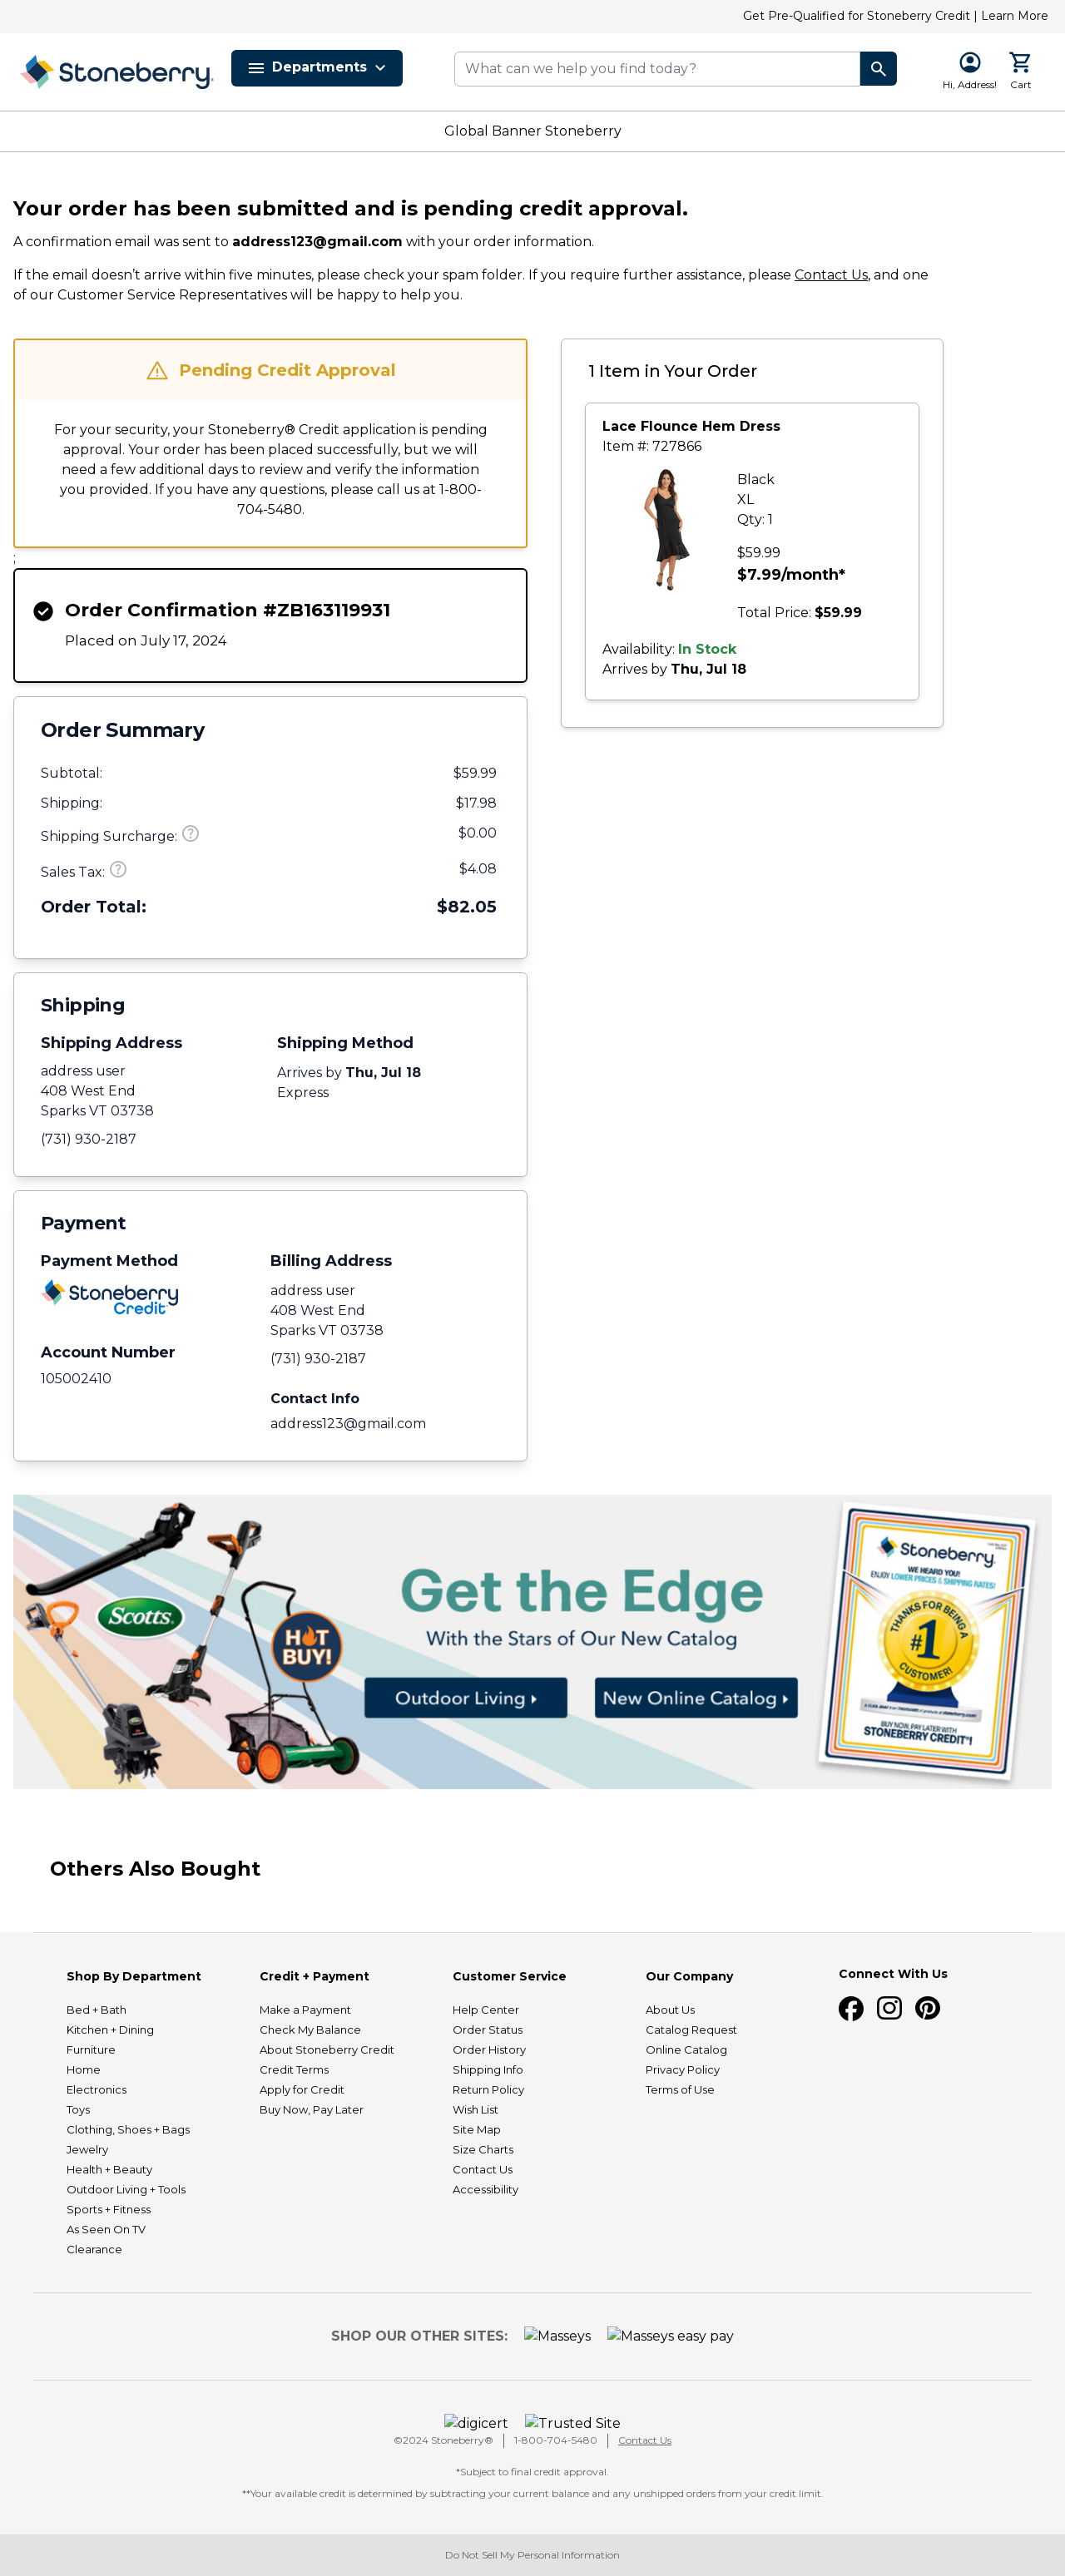 Get Pre-Qualified for Stoneberry Credit | Learn More
Stoneberry.
Departments
What can we help you find today?
Hi, Address!
Cart
Global Banner Stoneberry
Your order has been submitted and is pending credit approval.
A confirmation email was sent to address123@gmail.com with your order information.
If the email doesn’t arrive within five minutes, please check your spam folder. If you require further assistance, please Contact Us, and one
of our Customer Service Representatives will be happy to help you.
Pending Credit Approval
For your security, your Stoneberry® Credit application is pending
approval. Your order has been placed successfully, but we will
need a few additional days to review and verify the information
you provided. If you have any questions, please call us at 1-800-
704-5480.
;
Order Confirmation #ZB163119931
Placed on July 17, 2024
Order Summary
Subtotal: $59.99
Shipping: $17.98
Shipping Surcharge: $0.00
Sales Tax: $4.08
Order Total: $82.05
Shipping
Shipping Address
address user
408 West End
Sparks VT 03738
(731) 930-2187
Shipping Method
Arrives by Thu, Jul 18
Express
Payment
Payment Method
Stoneberry
Credit
Account Number
105002410
Billing Address
address user
408 West End
Sparks VT 03738
(731) 930-2187
Contact Info
address123@gmail.com
1 Item in Your Order
Lace Flounce Hem Dress
Item #: 727866
Black
XL
Qty: 1
$59.99
$7.99/month*
Total Price: $59.99
Availability: In Stock
Arrives by Thu, Jul 18
Scotts
HOT
BUY!
Get the Edge
With the Stars of Our New Catalog
Outdoor Living
New Online Catalog
Stoneberry.
WE HEARD YOU!
ENJOY LOWER PRICES & SHIPPING RATES!
THANKS FOR BEING A
#1
CUSTOMER!
BUY NOW, PAY LATER WITH
STONEBERRY CREDIT*!
Others Also Bought
Shop By Department
Bed + Bath
Kitchen + Dining
Furniture
Home
Electronics
Toys
Clothing, Shoes + Bags
Jewelry
Health + Beauty
Outdoor Living + Tools
Sports + Fitness
As Seen On TV
Clearance
Credit + Payment
Make a Payment
Check My Balance
About Stoneberry Credit
Credit Terms
Apply for Credit
Buy Now, Pay Later
Customer Service
Help Center
Order Status
Order History
Shipping Info
Return Policy
Wish List
Site Map
Size Charts
Contact Us
Accessibility
Our Company
About Us
Catalog Request
Online Catalog
Privacy Policy
Terms of Use
Connect With Us
SHOP OUR OTHER SITES: Masseys Masseys easy pay
digicert Trusted Site
©2024 Stoneberry® | 1-800-704-5480 | Contact Us
*Subject to final credit approval.
**Your available credit is determined by subtracting your current balance and any unshipped orders from your credit limit.
Do Not Sell My Personal Information